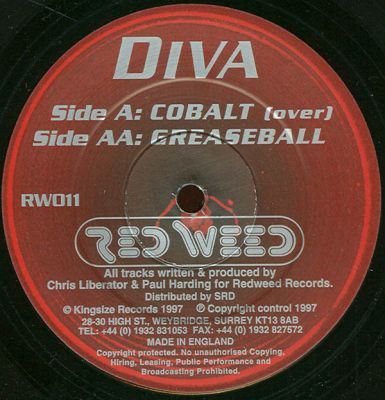 DIVA
Side A: COBALT (over)
Side AA: GREASEBALL
RW011
RED WEED
All tracks written & produced by
Chris Liberator & Paul Harding for Redweed Records.
Distributed by SRD
© Kingsize Records 1997 ℗ Copyright control 1997
28-30 HIGH ST., WEYBRIDGE, SURREY KT13 8AB
TEL: +44 (0) 1932 831053 FAX: +44 (0) 1932 827572
MADE IN ENGLAND
Copyright protected. No unauthorised Copying,
Hiring, Leasing, Public Performance and
Broadcasting Prohibited.